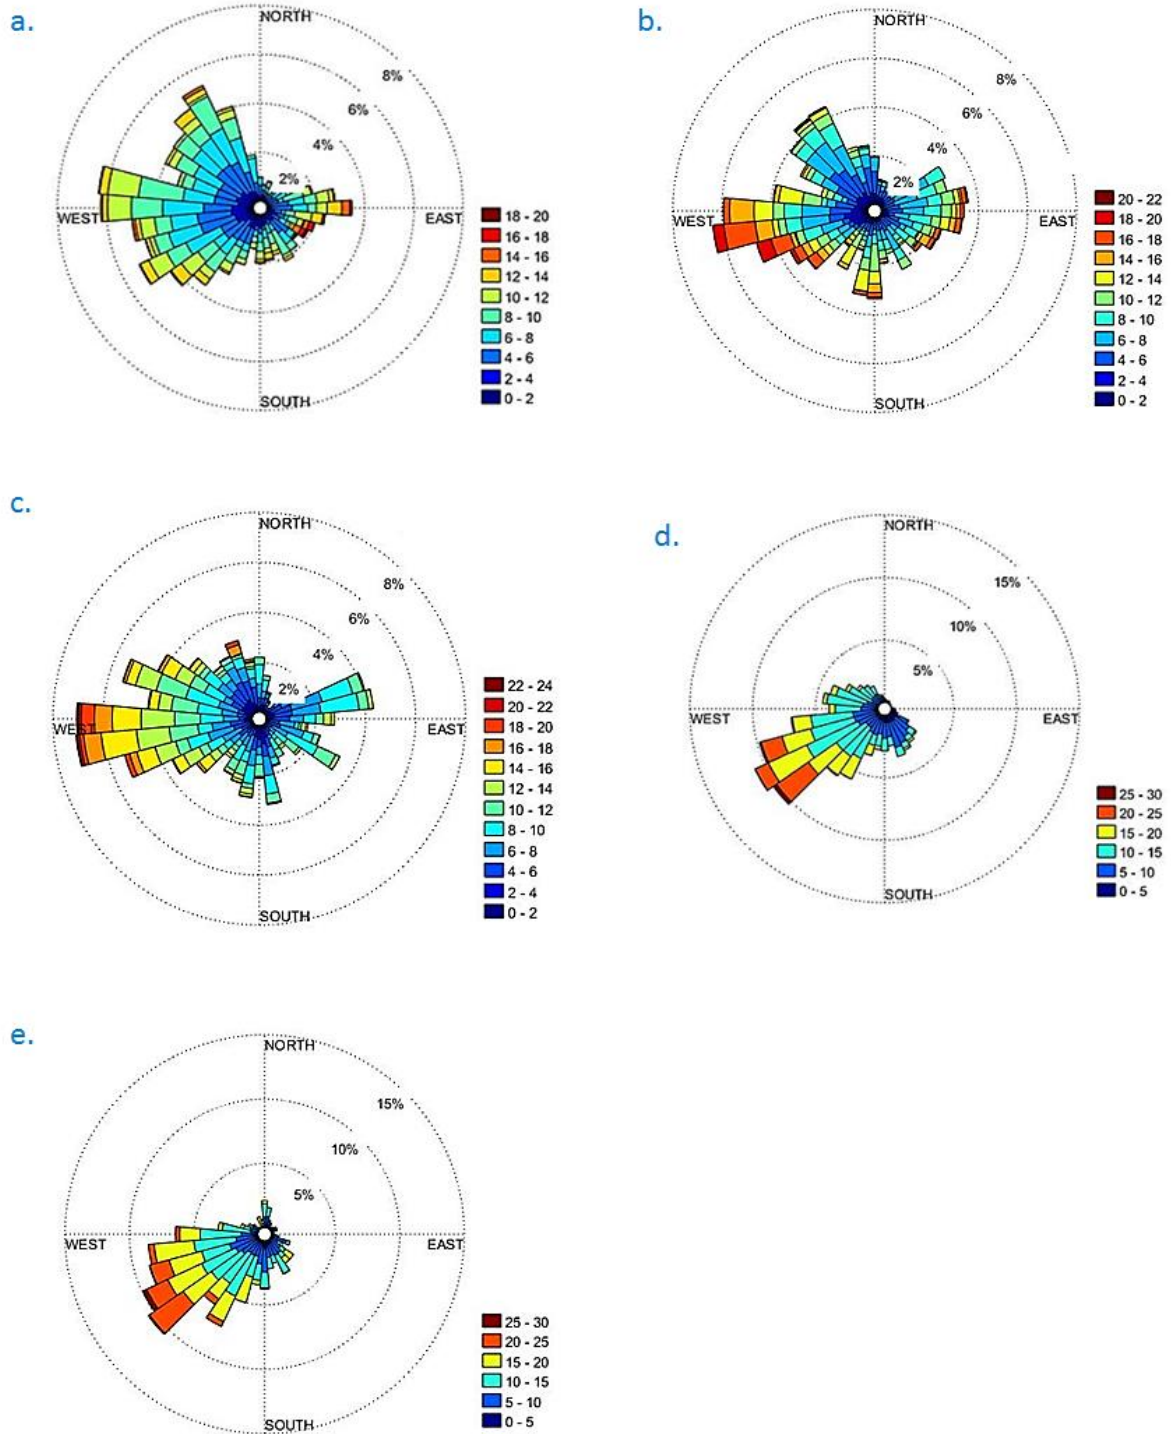 a.
NORTH
8%
6%
4%
2%
WEST
EAST
SOUTH
18 - 20
16 - 18
14 - 16
12 - 14
10 - 12
8 - 10
6 - 8
4 - 6
2 - 4
0 - 2
b.
NORTH
8%
6%
4%
2%
WEST
EAST
SOUTH
20 - 22
18 - 20
16 - 18
14 - 16
12 - 14
10 - 12
8 - 10
6 - 8
4 - 6
2 - 4
0 - 2
c.
NORTH
8%
6%
4%
2%
WEST
EAST
SOUTH
22 - 24
20 - 22
18 - 20
16 - 18
14 - 16
12 - 14
10 - 12
8 - 10
6 - 8
4 - 6
2 - 4
0 - 2
d.
NORTH
15%
10%
5%
WEST
EAST
SOUTH
25 - 30
20 - 25
15 - 20
10 - 15
5 - 10
0 - 5
e.
NORTH
15%
10%
5%
WEST
EAST
SOUTH
25 - 30
20 - 25
15 - 20
10 - 15
5 - 10
0 - 5